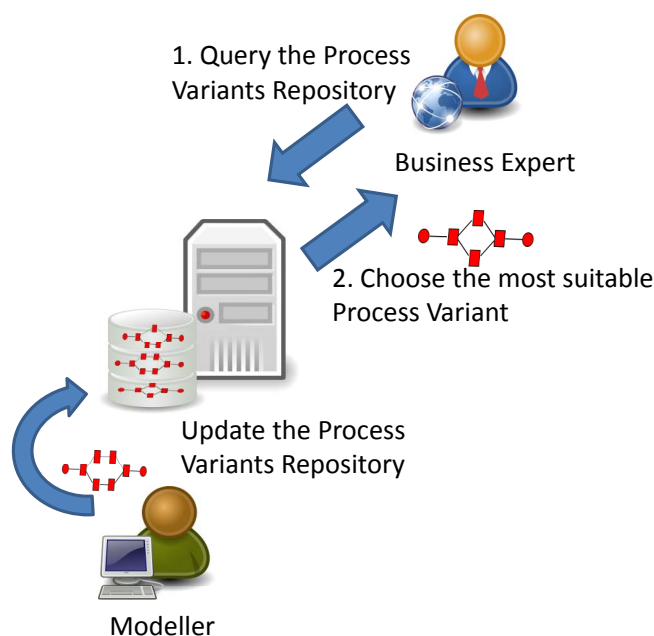 1. Query the Process
Variants Repository
Business Expert
2. Choose the most suitable
Process Variant
Update the Process
Variants Repository
Modeller